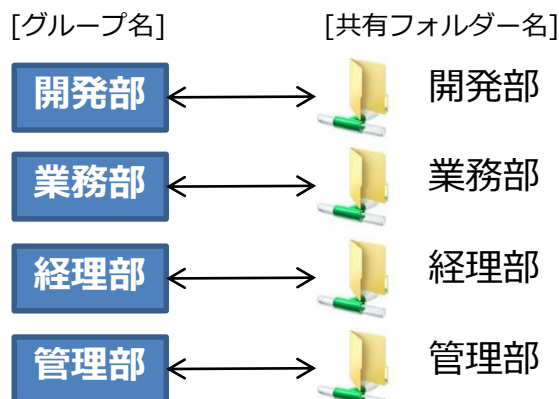 [グループ名] [共有フォルダー名]
開発部 開発部
業務部 業務部
経理部 経理部
管理部 管理部